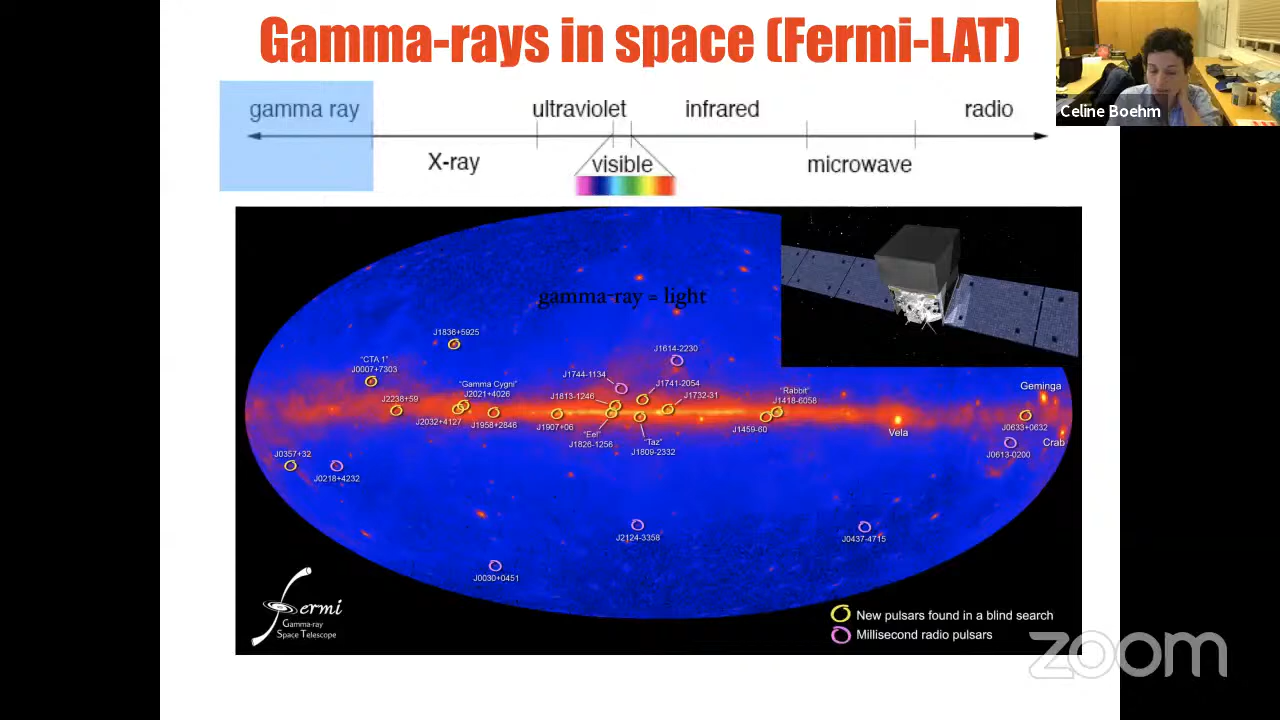 Gamma-rays in space (Fermi-LAT)
Celine Boehm
gamma ray
ultraviolet
infrared
radio
X-ray
visible
microwave
gamma-ray = light
J1836+5925
J1614-2230
"CTA 1"
J0007+7303
J1744-1134
J1741-2054
"Gamma Cygni"
J2021+4026
J1813-1246
J1732-31
"Rabbit"
J1418-6058
Geminga
J2238+59
J2032+4127
J1958+2846
J1907+06
"Eel"
J1826-1256
"Taz"
J1809-2332
J1459-60
Vela
J0633+0632
Crab
J0613-0200
J0357+32
J0218+4232
J2124-3358
J0437-4715
J0030+0451
Fermi
Gamma-ray
Space Telescope
New pulsars found in a blind search
Millisecond radio pulsars
zoom